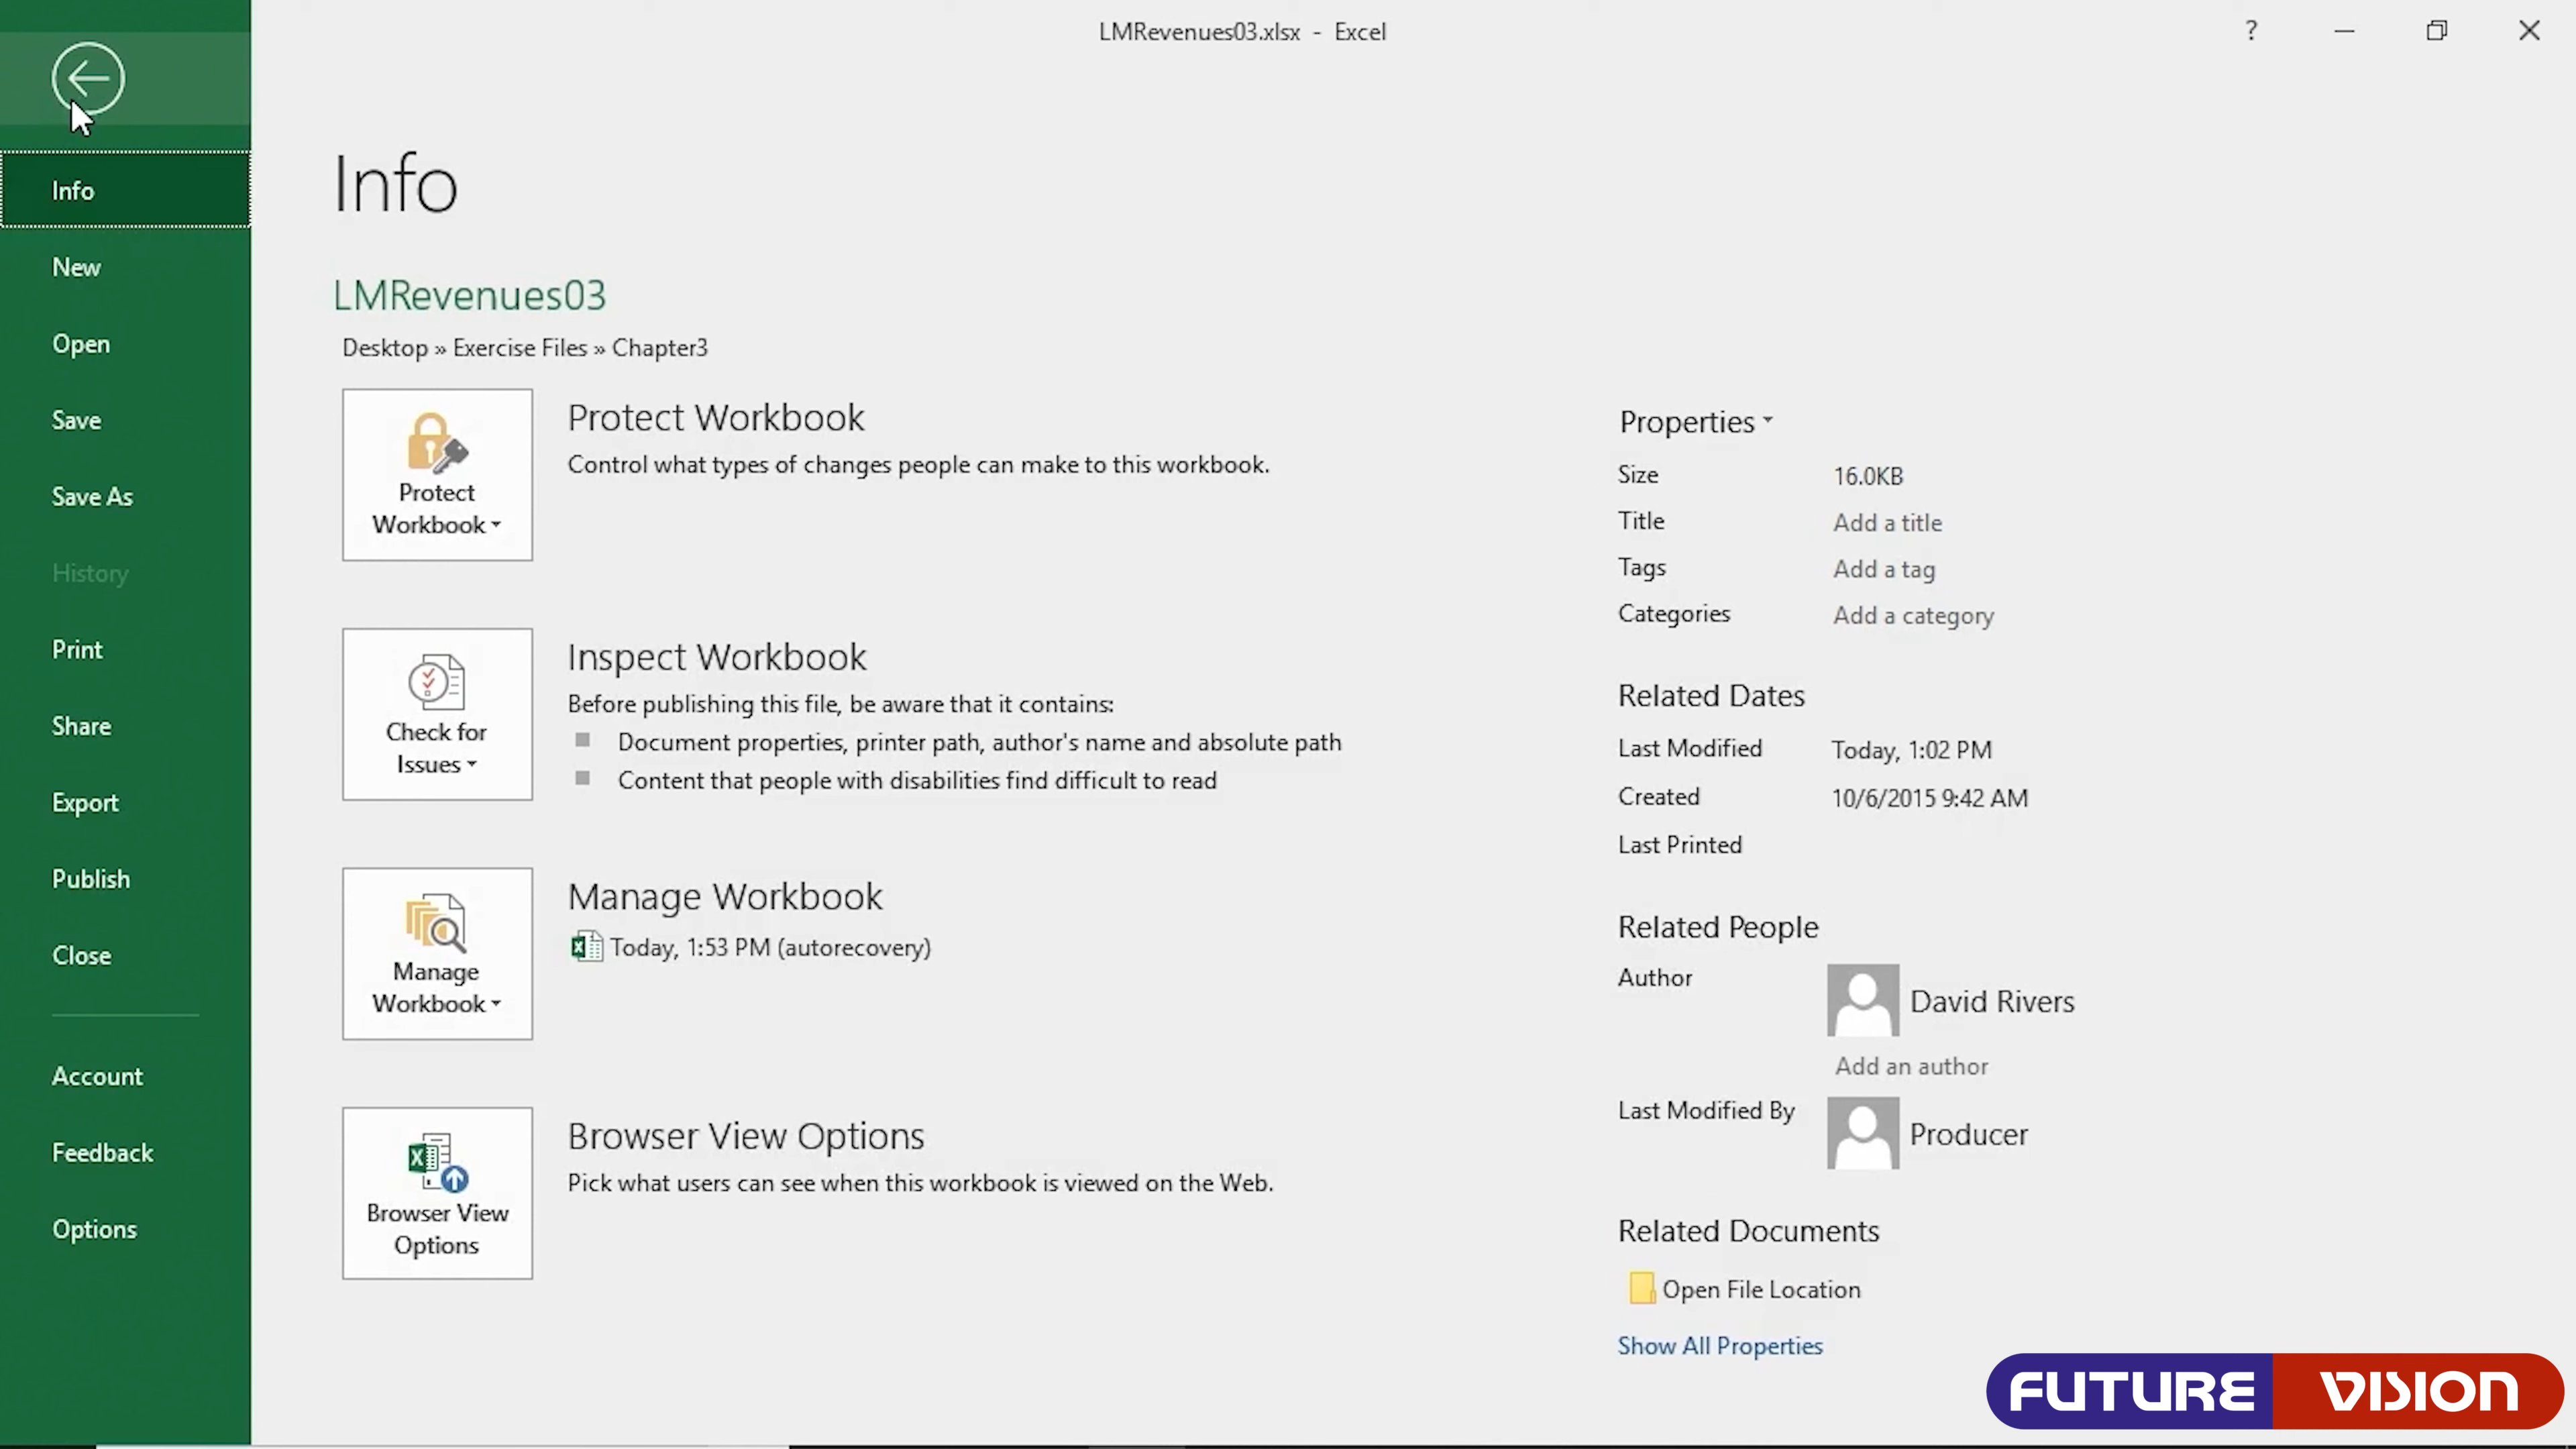 LMRevenues03.xlsx - Excel
?
Info
New
Open
Save
Save As
History
Print
Share
Export
Publish
Close
Account
Feedback
Options
Info
LMRevenues03
Desktop » Exercise Files » Chapter3
Protect
Workbook
Protect Workbook
Control what types of changes people can make to this workbook.
Check for
Issues
Inspect Workbook
Before publishing this file, be aware that it contains:
Document properties, printer path, author's name and absolute path
Content that people with disabilities find difficult to read
Manage
Workbook
Manage Workbook
Today, 1:53 PM (autorecovery)
Browser View
Options
Browser View Options
Pick what users can see when this workbook is viewed on the Web.
Properties
Size 16.0KB
Title Add a title
Tags Add a tag
Categories Add a category
Related Dates
Last Modified Today, 1:02 PM
Created 10/6/2015 9:42 AM
Last Printed
Related People
Author David Rivers
Add an author
Last Modified By Producer
Related Documents
Open File Location
Show All Properties
FUTURE VISION